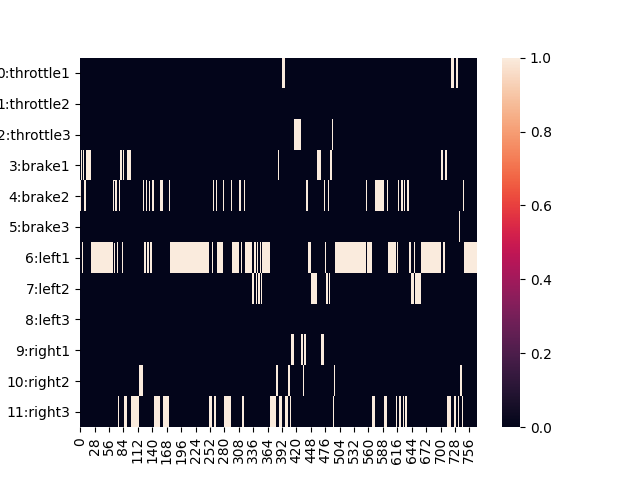 0:throttle1
1:throttle2
2:throttle3
3:brake1
4:brake2
5:brake3
6:left1
7:left2
8:left3
9:right1
10:right2
11:right3
0 28 56 84 112 140 168 196 224 252 280 308 336 364 392 420 448 476 504 532 560 588 616 644 672 700 728 756
1.0
0.8
0.6
0.4
0.2
0.0